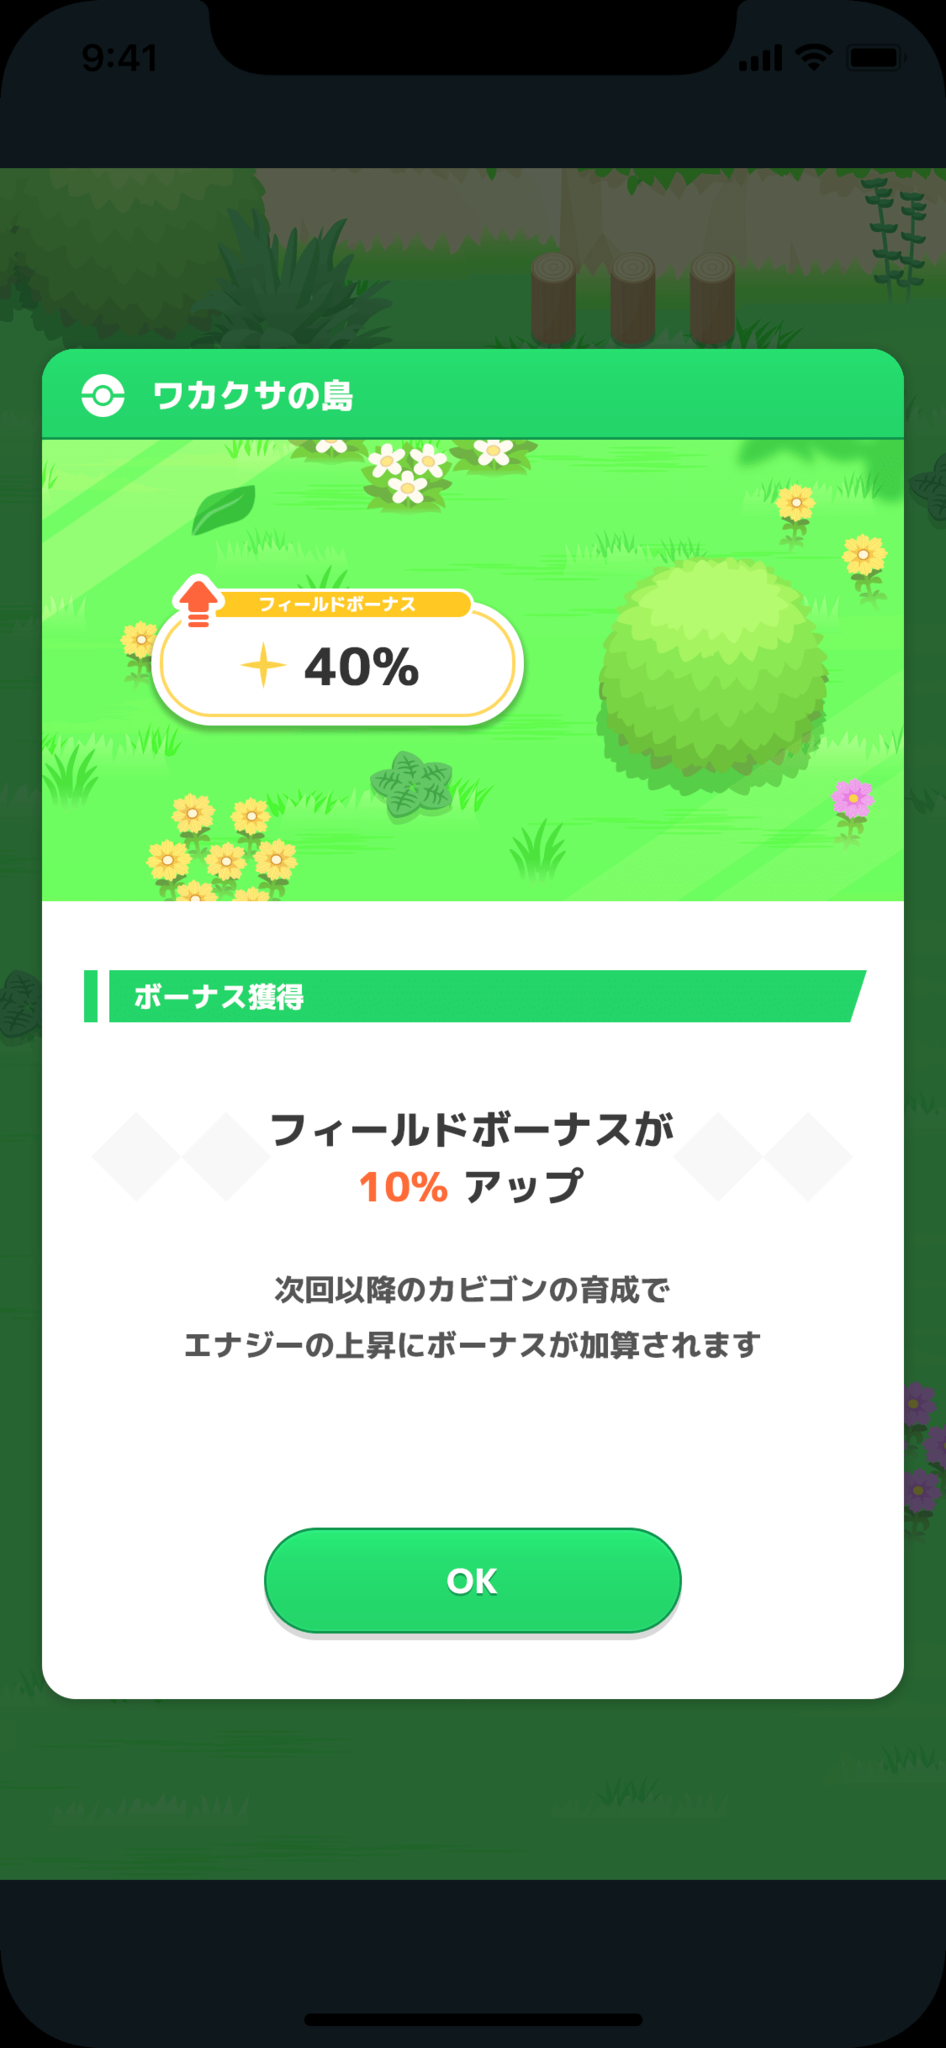 9:41
ワカクサの島
フィールドボーナス
40%
ボーナス獲得
フィールドボーナスが
10% アップ
次回以降のカビゴンの育成で
エナジーの上昇にボーナスが加算されます
OK